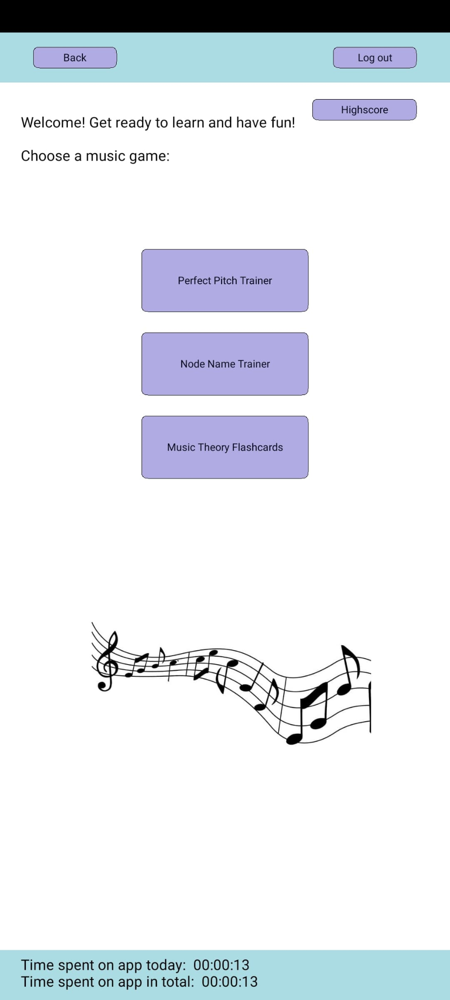 Back
Log out
Highscore
Welcome! Get ready to learn and have fun!
Choose a music game:
Perfect Pitch Trainer
Node Name Trainer
Music Theory Flashcards
Time spent on app today: 00:00:13
Time spent on app in total: 00:00:13